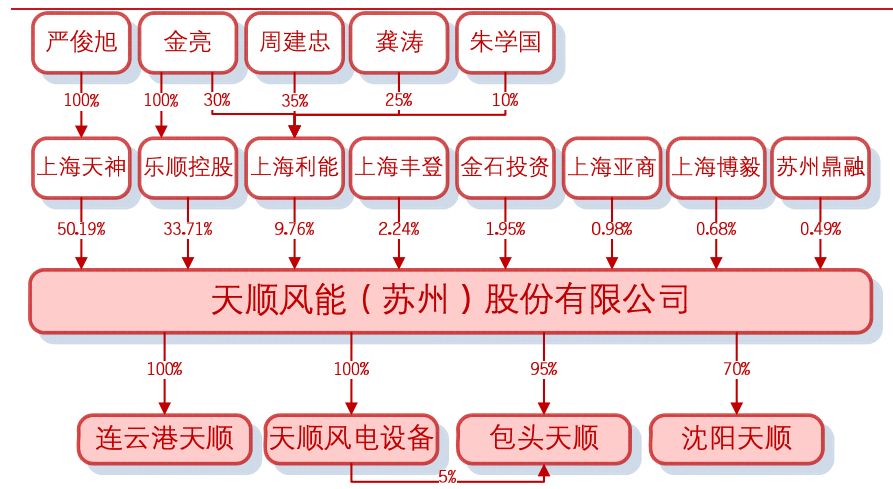 严俊旭 金亮 周建忠 龚涛 朱学国
100% 100% 30% 35% 25% 10%
上海天神 乐顺控股 上海利能 上海丰登 金石投资 上海亚商 上海博毅 苏州鼎融
50.19% 33.71% 9.76% 2.24% 1.95% 0.98% 0.68% 0.49%
天顺风能（苏州）股份有限公司
100% 100% 95% 70%
连云港天顺 天顺风电设备 包头天顺 沈阳天顺
5%